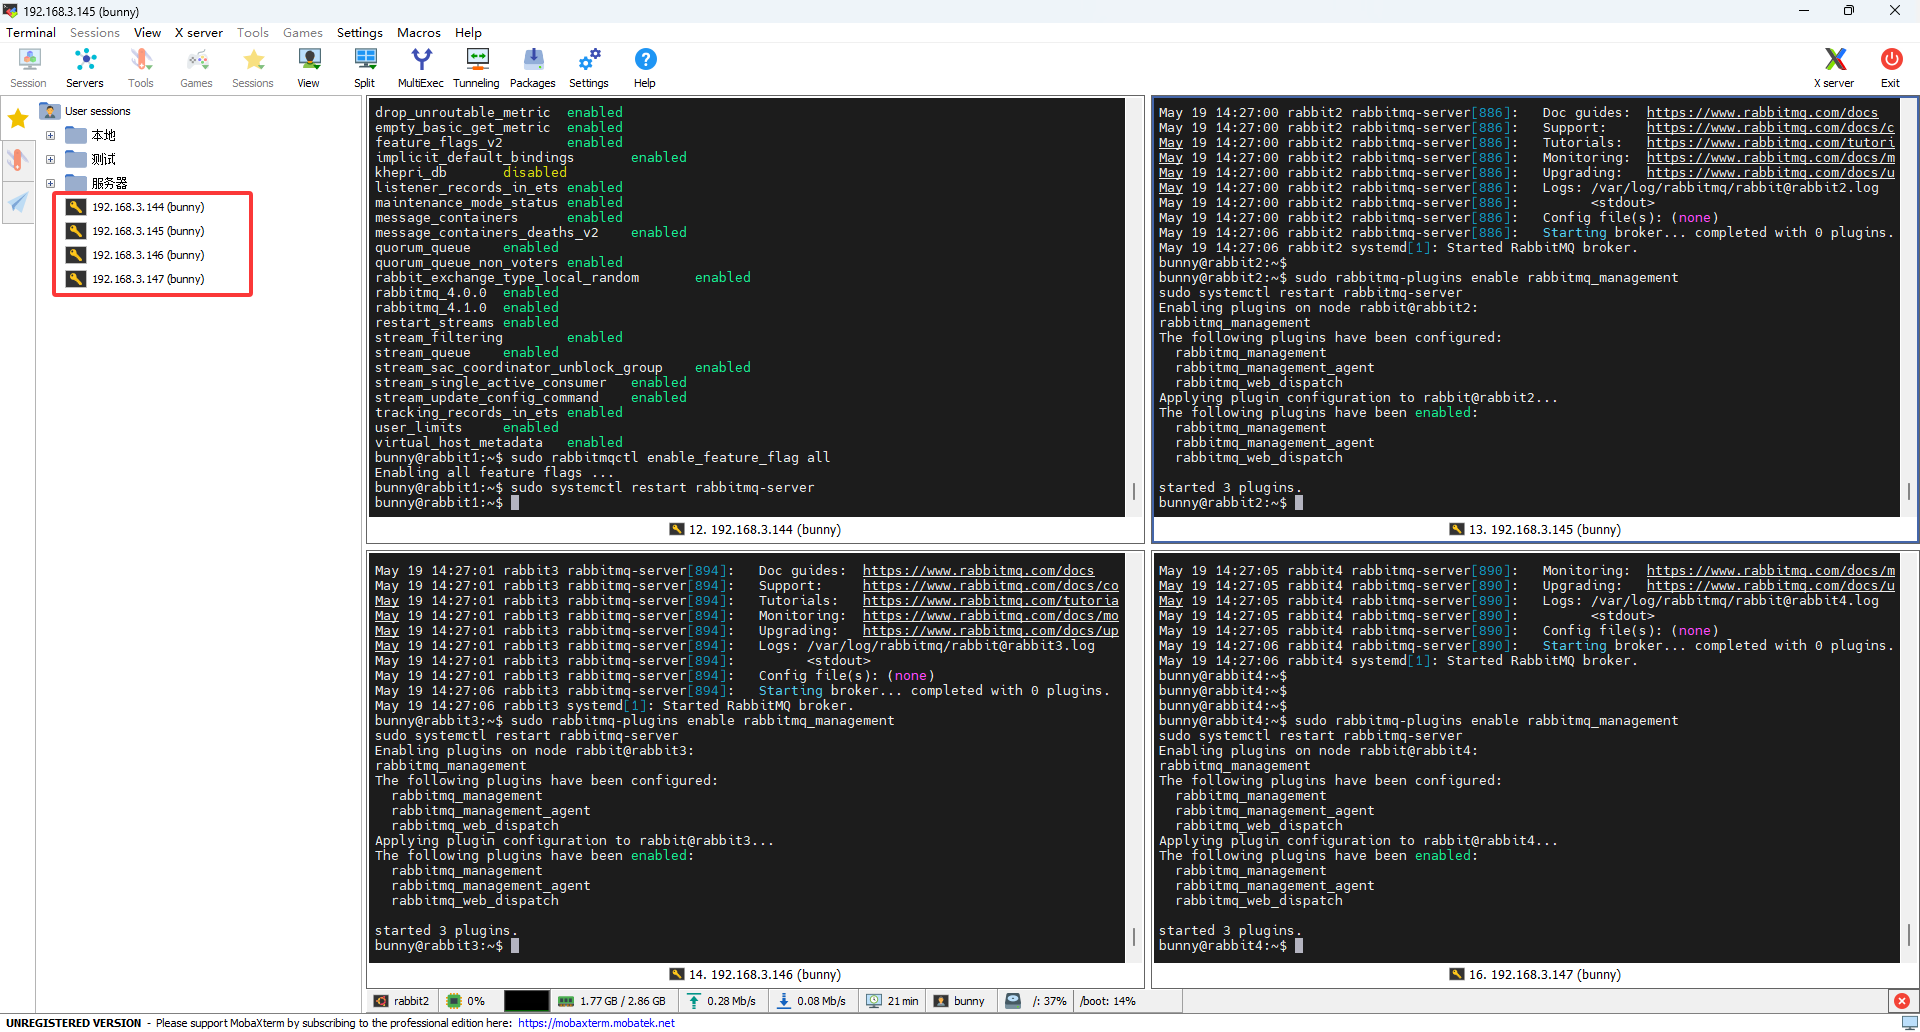 192.168.3.145 (bunny)
Terminal Sessions View X server Tools Games Settings Macros Help
Session Servers Tools Games Sessions View Split MultiExec Tunneling Packages Settings Help X server Exit
User sessions
本地
测试
服务器
192.168.3.144 (bunny)
192.168.3.145 (bunny)
192.168.3.146 (bunny)
192.168.3.147 (bunny)
drop_unroutable_metric enabled
empty_basic_get_metric enabled
feature_flags_v2 enabled
implicit_default_bindings enabled
khepri_db disabled
listener_records_in_ets enabled
maintenance_mode_status enabled
message_containers enabled
message_containers_deaths_v2 enabled
quorum_queue enabled
quorum_queue_non_voters enabled
rabbit_exchange_type_local_random enabled
rabbitmq_4.0.0 enabled
rabbitmq_4.1.0 enabled
restart_streams enabled
stream_filtering enabled
stream_queue enabled
stream_sac_coordinator_unblock_group enabled
stream_single_active_consumer enabled
stream_update_config_command enabled
tracking_records_in_ets enabled
user_limits enabled
virtual_host_metadata enabled
bunny@rabbit1:~$ sudo rabbitmqctl enable_feature_flag all
Enabling all feature flags ...
bunny@rabbit1:~$ sudo systemctl restart rabbitmq-server
bunny@rabbit1:~$
12. 192.168.3.144 (bunny)
May 19 14:27:00 rabbit2 rabbitmq-server[886]: Doc guides: https://www.rabbitmq.com/docs
May 19 14:27:00 rabbit2 rabbitmq-server[886]: Support: https://www.rabbitmq.com/docs/c
May 19 14:27:00 rabbit2 rabbitmq-server[886]: Tutorials: https://www.rabbitmq.com/tutori
May 19 14:27:00 rabbit2 rabbitmq-server[886]: Monitoring: https://www.rabbitmq.com/docs/m
May 19 14:27:00 rabbit2 rabbitmq-server[886]: Upgrading: https://www.rabbitmq.com/docs/u
May 19 14:27:00 rabbit2 rabbitmq-server[886]: Logs: /var/log/rabbitmq/rabbit@rabbit2.log
May 19 14:27:00 rabbit2 rabbitmq-server[886]: <stdout>
May 19 14:27:00 rabbit2 rabbitmq-server[886]: Config file(s): (none)
May 19 14:27:06 rabbit2 rabbitmq-server[886]: Starting broker... completed with 0 plugins.
May 19 14:27:06 rabbit2 systemd[1]: Started RabbitMQ broker.
bunny@rabbit2:~$
bunny@rabbit2:~$ sudo rabbitmq-plugins enable rabbitmq_management
sudo systemctl restart rabbitmq-server
Enabling plugins on node rabbit@rabbit2:
rabbitmq_management
The following plugins have been configured:
rabbitmq_management
rabbitmq_management_agent
rabbitmq_web_dispatch
Applying plugin configuration to rabbit@rabbit2...
The following plugins have been enabled:
rabbitmq_management
rabbitmq_management_agent
rabbitmq_web_dispatch
started 3 plugins.
bunny@rabbit2:~$
13. 192.168.3.145 (bunny)
May 19 14:27:01 rabbit3 rabbitmq-server[894]: Doc guides: https://www.rabbitmq.com/docs
May 19 14:27:01 rabbit3 rabbitmq-server[894]: Support: https://www.rabbitmq.com/docs/co
May 19 14:27:01 rabbit3 rabbitmq-server[894]: Tutorials: https://www.rabbitmq.com/tutoria
May 19 14:27:01 rabbit3 rabbitmq-server[894]: Monitoring: https://www.rabbitmq.com/docs/mo
May 19 14:27:01 rabbit3 rabbitmq-server[894]: Upgrading: https://www.rabbitmq.com/docs/up
May 19 14:27:01 rabbit3 rabbitmq-server[894]: Logs: /var/log/rabbitmq/rabbit@rabbit3.log
May 19 14:27:01 rabbit3 rabbitmq-server[894]: <stdout>
May 19 14:27:01 rabbit3 rabbitmq-server[894]: Config file(s): (none)
May 19 14:27:06 rabbit3 rabbitmq-server[894]: Starting broker... completed with 0 plugins.
May 19 14:27:06 rabbit3 systemd[1]: Started RabbitMQ broker.
bunny@rabbit3:~$ sudo rabbitmq-plugins enable rabbitmq_management
sudo systemctl restart rabbitmq-server
Enabling plugins on node rabbit@rabbit3:
rabbitmq_management
The following plugins have been configured:
rabbitmq_management
rabbitmq_management_agent
rabbitmq_web_dispatch
Applying plugin configuration to rabbit@rabbit3...
The following plugins have been enabled:
rabbitmq_management
rabbitmq_management_agent
rabbitmq_web_dispatch
started 3 plugins.
bunny@rabbit3:~$
14. 192.168.3.146 (bunny)
May 19 14:27:05 rabbit4 rabbitmq-server[890]: Monitoring: https://www.rabbitmq.com/docs/m
May 19 14:27:05 rabbit4 rabbitmq-server[890]: Upgrading: https://www.rabbitmq.com/docs/u
May 19 14:27:05 rabbit4 rabbitmq-server[890]: Logs: /var/log/rabbitmq/rabbit@rabbit4.log
May 19 14:27:05 rabbit4 rabbitmq-server[890]: <stdout>
May 19 14:27:05 rabbit4 rabbitmq-server[890]: Config file(s): (none)
May 19 14:27:06 rabbit4 rabbitmq-server[890]: Starting broker... completed with 0 plugins.
May 19 14:27:06 rabbit4 systemd[1]: Started RabbitMQ broker.
bunny@rabbit4:~$
bunny@rabbit4:~$
bunny@rabbit4:~$
bunny@rabbit4:~$ sudo rabbitmq-plugins enable rabbitmq_management
sudo systemctl restart rabbitmq-server
Enabling plugins on node rabbit@rabbit4:
rabbitmq_management
The following plugins have been configured:
rabbitmq_management
rabbitmq_management_agent
rabbitmq_web_dispatch
Applying plugin configuration to rabbit@rabbit4...
The following plugins have been enabled:
rabbitmq_management
rabbitmq_management_agent
rabbitmq_web_dispatch
started 3 plugins.
bunny@rabbit4:~$
16. 192.168.3.147 (bunny)
rabbit2 0% 1.77 GB / 2.86 GB 0.28 Mb/s 0.08 Mb/s 21 min bunny /: 37% /boot: 14%
UNREGISTERED VERSION - Please support MobaXterm by subscribing to the professional edition here: https://mobaxterm.mobatek.net